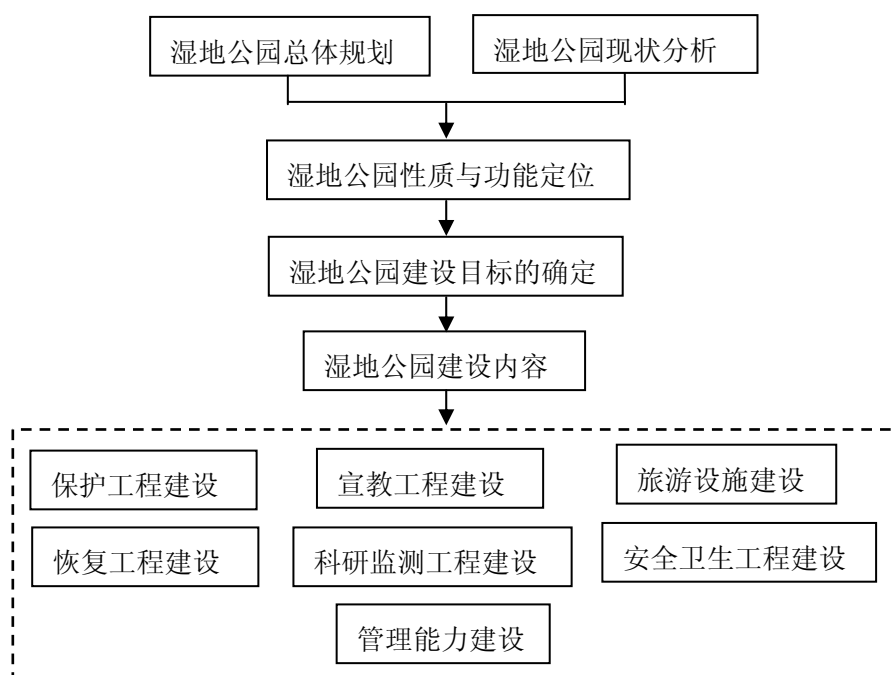 湿地公园总体规划
湿地公园现状分析
湿地公园性质与功能定位
湿地公园建设目标的确定
湿地公园建设内容
保护工程建设
宣教工程建设
旅游设施建设
恢复工程建设
科研监测工程建设
安全卫生工程建设
管理能力建设